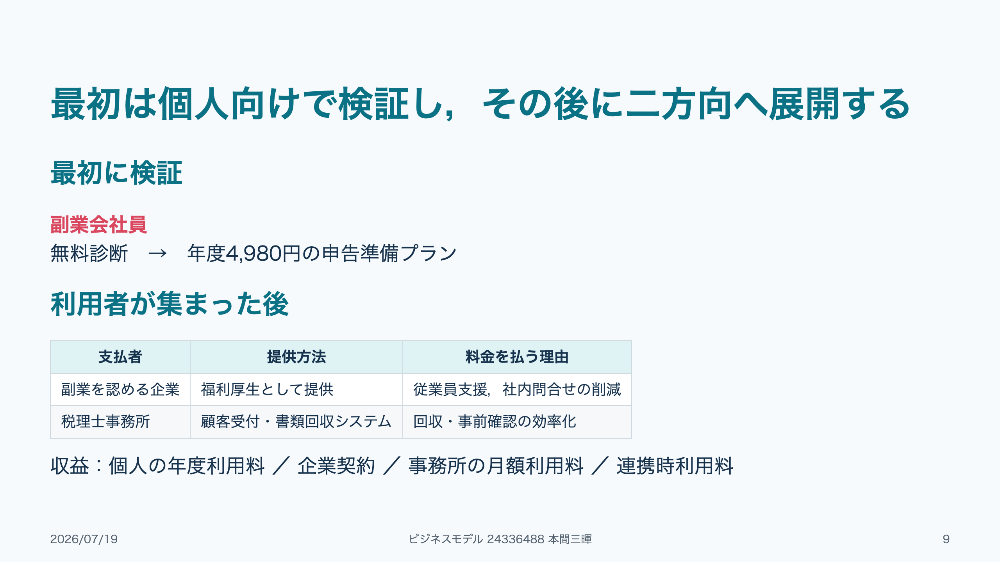 最初は個人向けで検証し，その後に二方向へ展開する
最初に検証
副業会社員
無料診断　→　年度4,980円の申告準備プラン
利用者が集まった後
支払者 提供方法 料金を払う理由
副業を認める企業 福利厚生として提供 従業員支援，社内問合せの削減
税理士事務所 顧客受付・書類回収システム 回収・事前確認の効率化
収益：個人の年度利用料 ／ 企業契約 ／ 事務所の月額利用料 ／ 連携時利用料
2026/07/19 ビジネスモデル 24336488 本間三暉 9